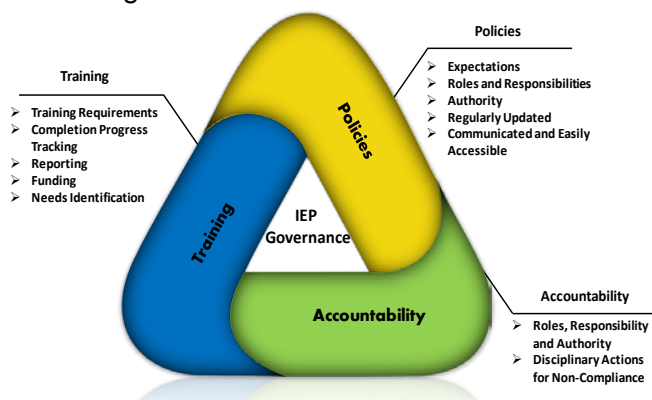 Policies
➢ Expectations
➢ Roles and Responsibilities
➢ Authority
➢ Regularly Updated
➢ Communicated and Easily
Accessible
Training
➢ Training Requirements
➢ Completion Progress
Tracking
➢ Reporting
➢ Funding
➢ Needs Identification
Policies
Training
IEP
Governance
Accountability
Accountability
➢ Roles, Responsibility
and Authority
➢ Disciplinary Actions
for Non-Compliance